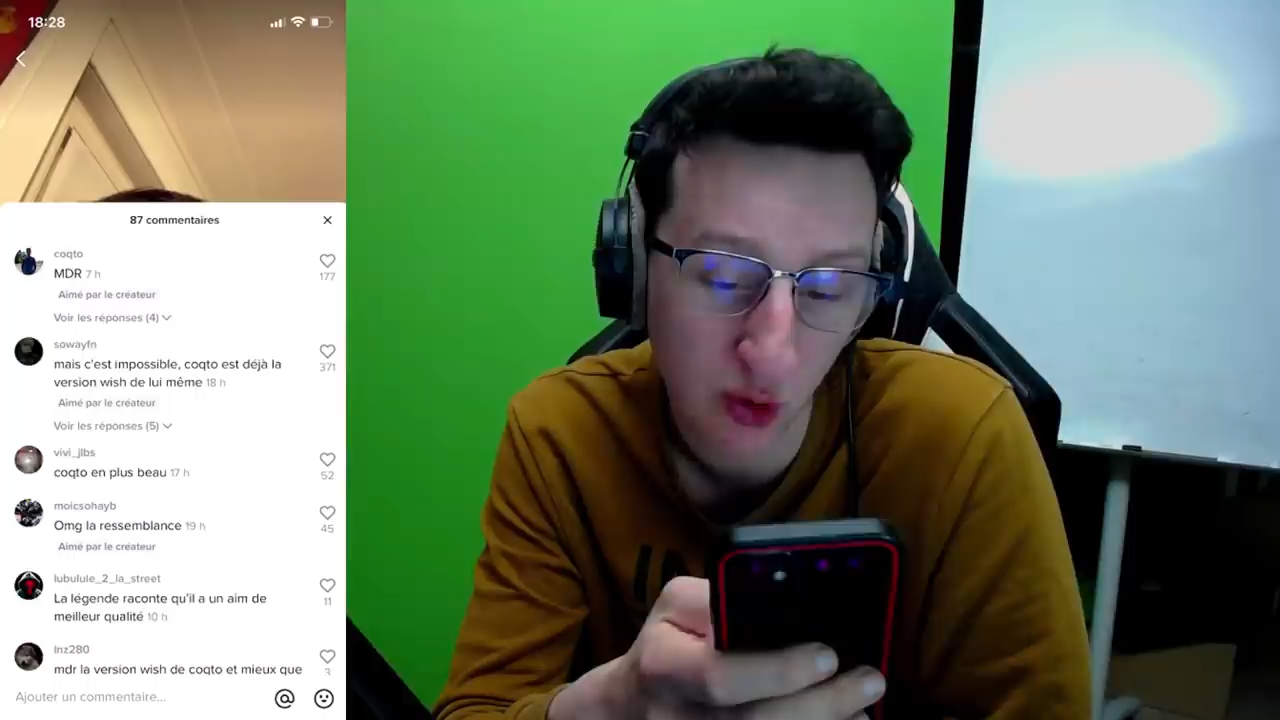 18:28
87 commentaires
coqto
MDR 7 h
177
Aimé par le créateur
Voir les réponses (4)
sowayfn
mais c'est impossible, coqto est déjà la
version wish de lui même 18 h
371
Aimé par le créateur
Voir les réponses (5)
vivi_jlbs
coqto en plus beau 17 h
52
moicsohayb
Omg la ressemblance 19 h
45
Aimé par le créateur
lubulule_2_la_street
La légende raconte qu'il a un aim de
meilleur qualité 10 h
11
lnz280
mdr la version wish de coqto et mieux que
3
Ajouter un commentaire...